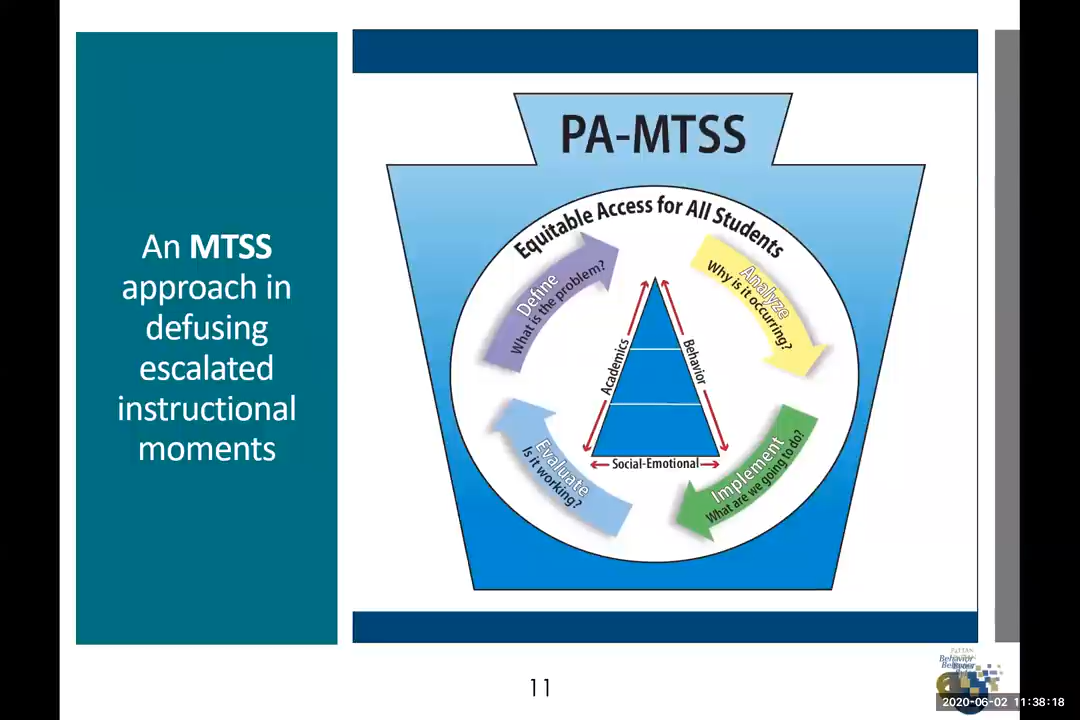 An MTSS
approach in
defusing
escalated
instructional
moments
PA-MTSS
Equitable Access for All Students
Define
What is the problem?
Analyze
Why is it occurring?
Academics
Behavior
Social-Emotional
Evaluate
Is it working?
Implement
What are we going to do?
11
Behavior
2020-06-02 11:38:18